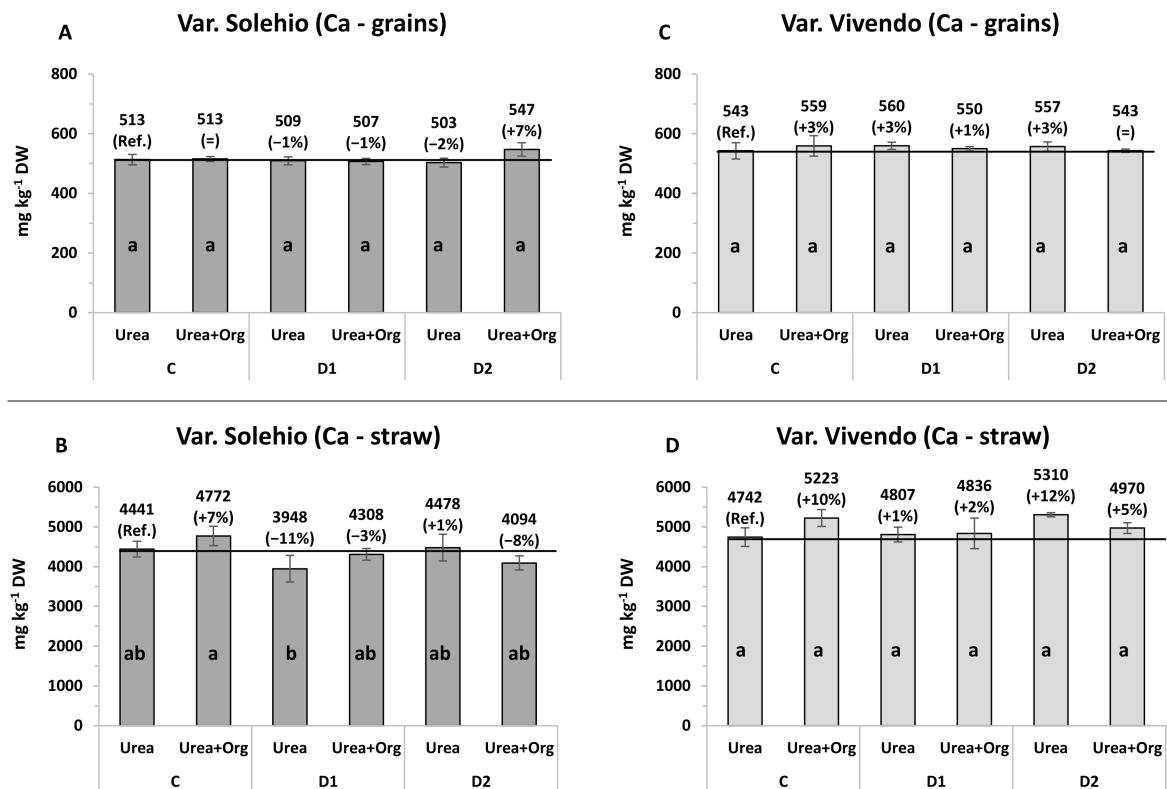 A
Var. Solehio (Ca - grains)
mg kg⁻¹ DW
800
600
400
200
0
513
(Ref.)
513
(=)
509
(−1%)
507
(−1%)
503
(−2%)
547
(+7%)
a a a a a a
Urea Urea+Org Urea Urea+Org Urea Urea+Org
C D1 D2
C
Var. Vivendo (Ca - grains)
mg kg⁻¹ DW
800
600
400
200
0
543
(Ref.)
559
(+3%)
560
(+3%)
550
(+1%)
557
(+3%)
543
(=)
a a a a a a
Urea Urea+Org Urea Urea+Org Urea Urea+Org
C D1 D2
B
Var. Solehio (Ca - straw)
mg kg⁻¹ DW
6000
5000
4000
3000
2000
1000
0
4441
(Ref.)
4772
(+7%)
3948
(−11%)
4308
(−3%)
4478
(+1%)
4094
(−8%)
ab a b ab ab ab
Urea Urea+Org Urea Urea+Org Urea Urea+Org
C D1 D2
D
Var. Vivendo (Ca - straw)
mg kg⁻¹ DW
6000
5000
4000
3000
2000
1000
0
4742
(Ref.)
5223
(+10%)
4807
(+1%)
4836
(+2%)
5310
(+12%)
4970
(+5%)
a a a a a a
Urea Urea+Org Urea Urea+Org Urea Urea+Org
C D1 D2